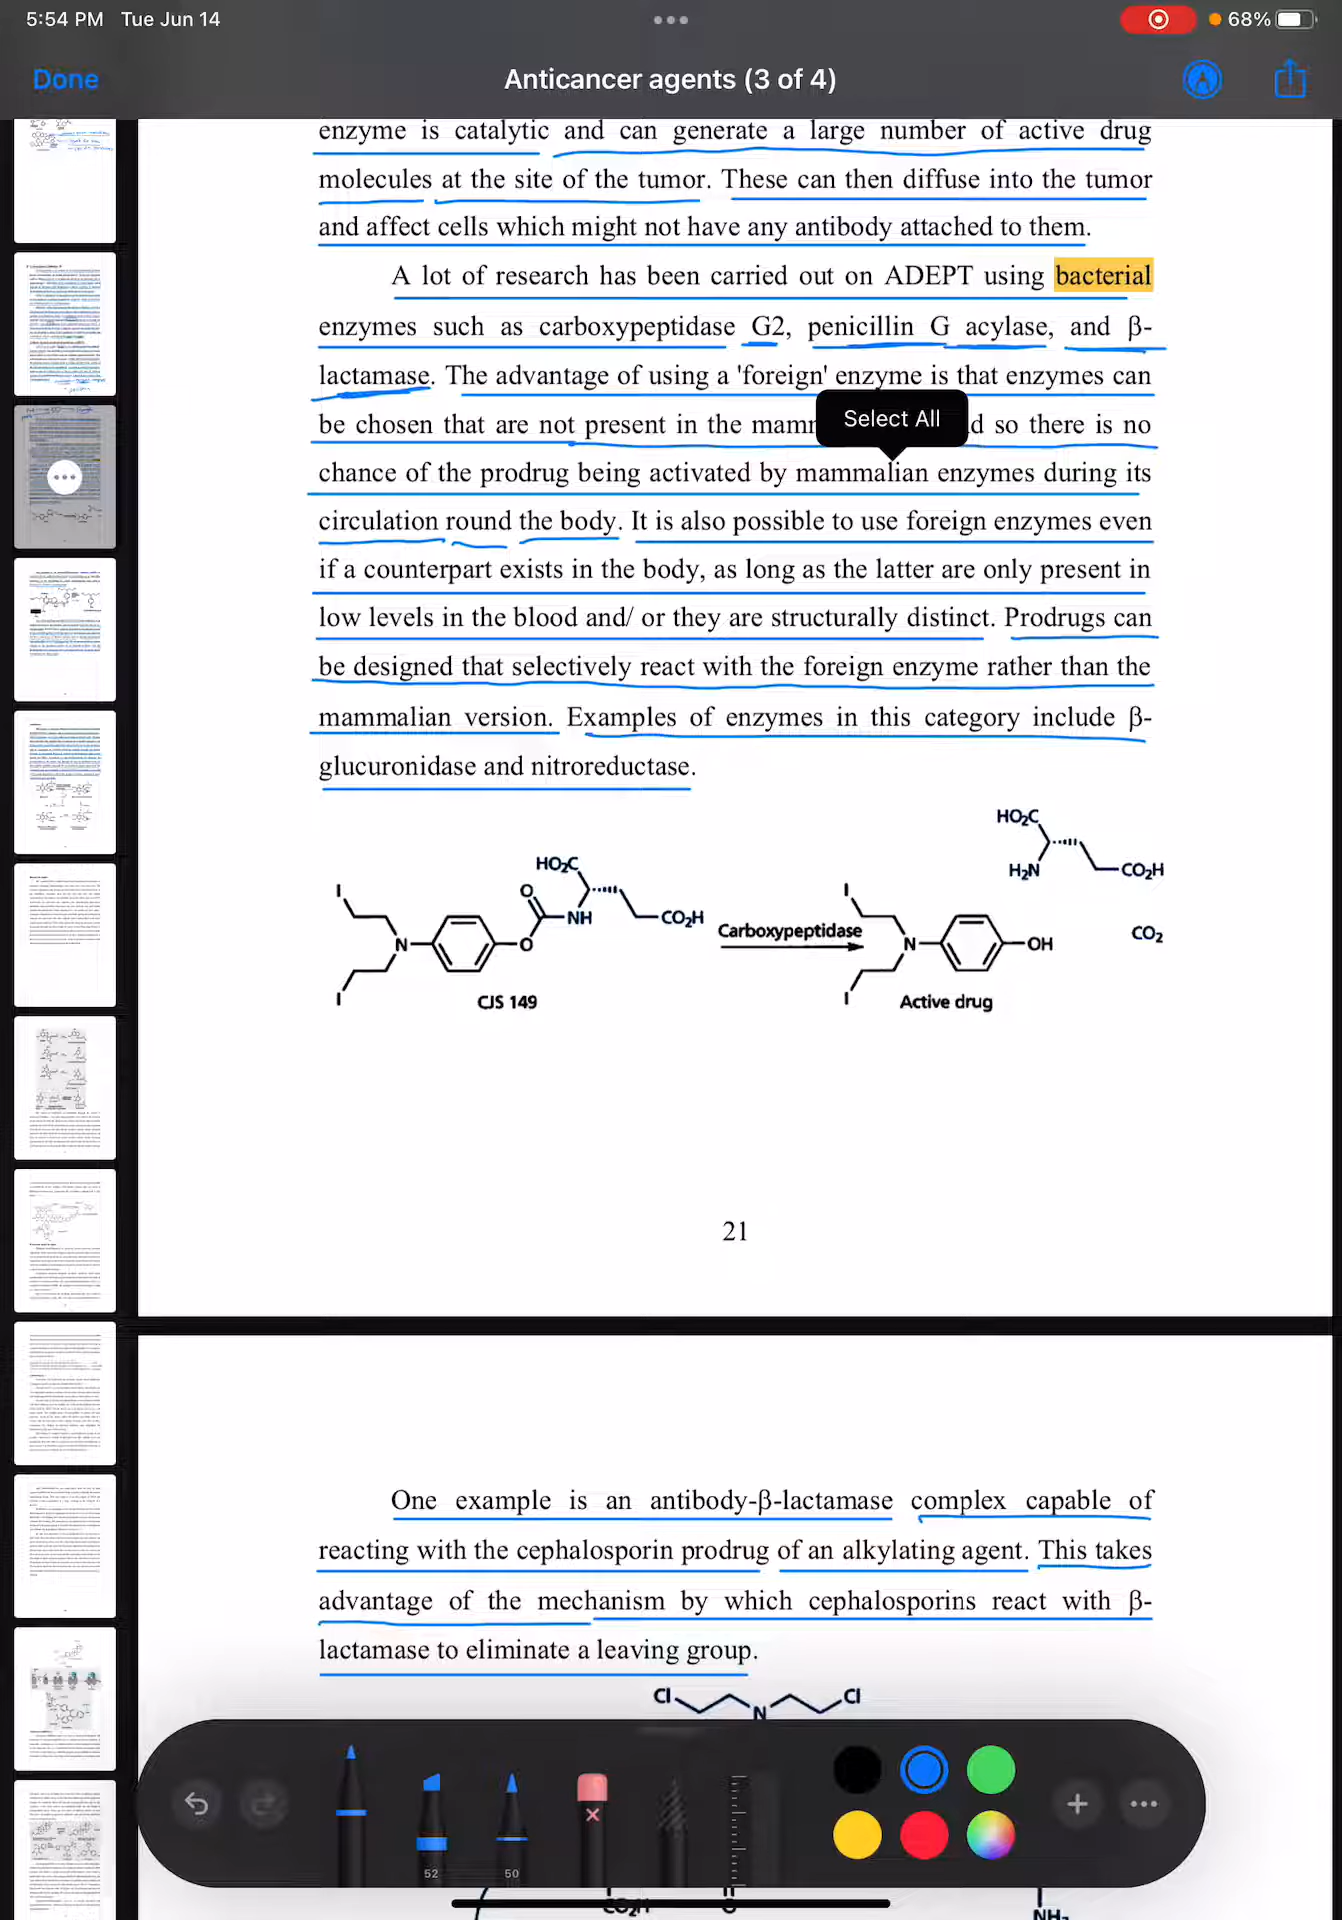 5:54 PM Tue Jun 14
68%
Done
Anticancer agents (3 of 4)
enzyme is catalytic and can generate a large number of active drug
molecules at the site of the tumor. These can then diffuse into the tumor
and affect cells which might not have any antibody attached to them.
A lot of research has been carried out on ADEPT using bacterial
enzymes such as carboxypeptidase G2, penicillin G acylase, and β-
lactamase. The advantage of using a 'foreign' enzyme is that enzymes can
be chosen that are not present in the
Select All
so there is no
chance of the prodrug being activated by mammalian enzymes during its
circulation round the body. It is also possible to use foreign enzymes even
if a counterpart exists in the body, as long as the latter are only present in
low levels in the blood and/ or they are structurally distinct. Prodrugs can
be designed that selectively react with the foreign enzyme rather than the
mammalian version. Examples of enzymes in this category include β-
glucuronidase and nitroreductase.
HO₂C
H₂N
CO₂H
HO₂C
I
O
NH
CO₂H
N
O
I
CJS 149
Carboxypeptidase
I
N
OH
I
Active drug
CO₂
21
One example is an antibody-β-lactamase complex capable of
reacting with the cephalosporin prodrug of an alkylating agent. This takes
advantage of the mechanism by which cephalosporins react with β-
lactamase to eliminate a leaving group.
Cl
Cl
N
52
50